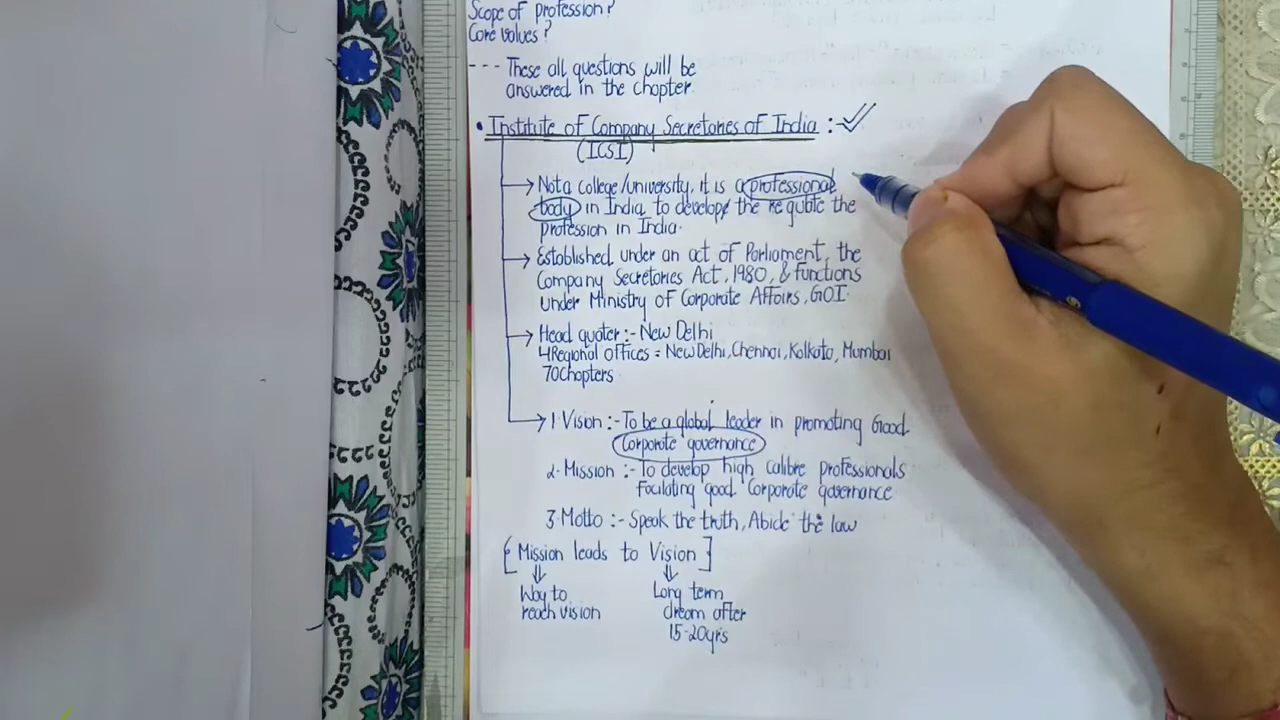 Scope of profession?
Core values?
--- These all questions will be
answered in the chapter
• Institute of Company Secretories of India :-
(ICSI)
→ Not a college/university, it is a professional
body in India to develop the regulate the
profession in India.
→ Established under an act of Parliament, the
Company Secretories Act, 1980, & functions
under Ministry of Corporate Affairs, GOI.
→ Head quater :- New Delhi
4 Regional offices = New Delhi, Chennai, Kolkata, Mumbai
70 Chapters
→ 1 Vision :- To be a global leader in promoting Good
Corporate governance
2. Mission :- To develop high calibre professionals
facilating good Corporate governance
3. Motto :- Speak the truth, Abide the law
[Mission leads to Vision]
Way to Long term
reach vision dream after
15-20yrs